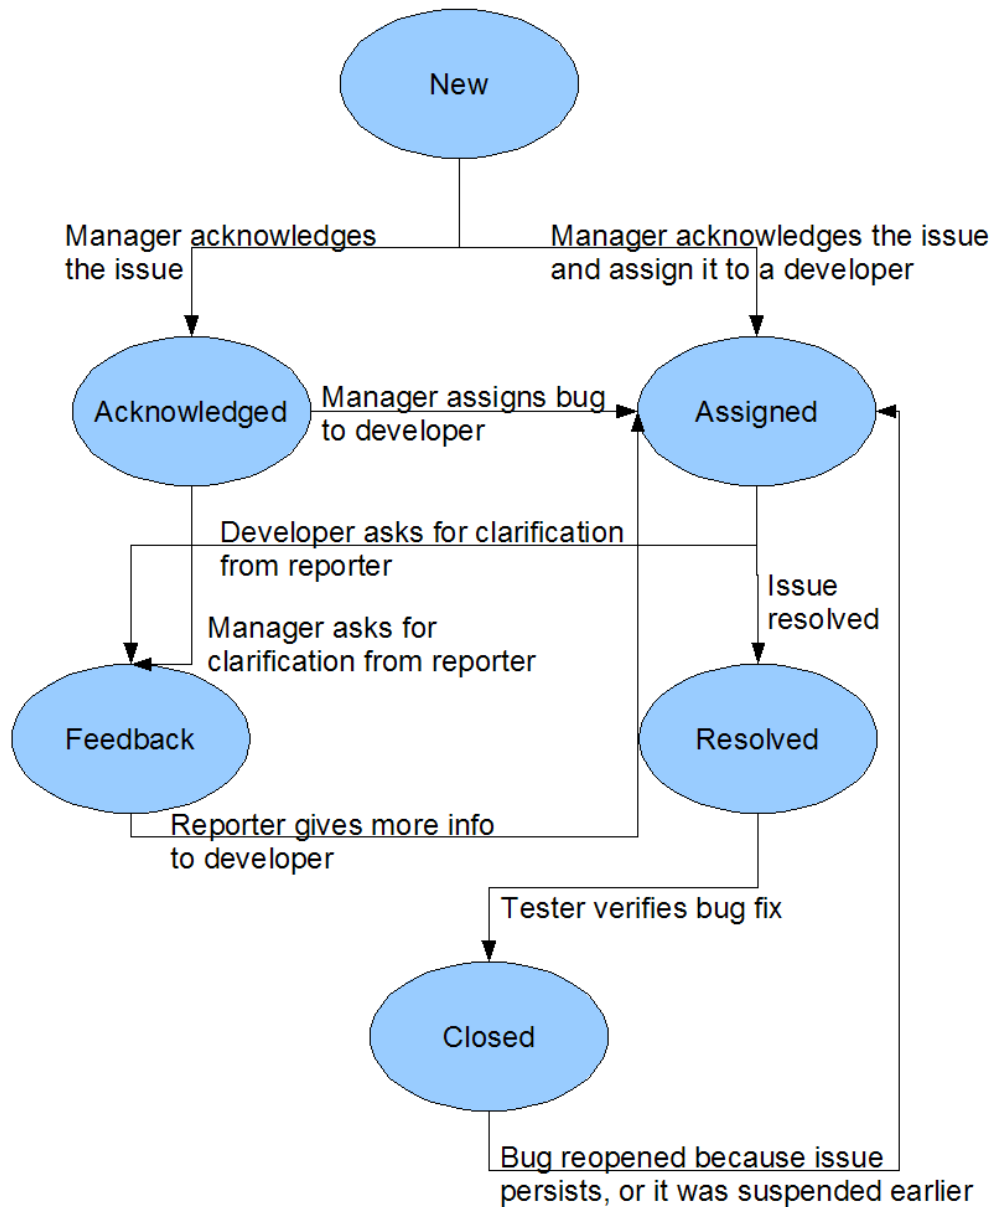 New
Manager acknowledges
the issue
Manager acknowledges the issue
and assign it to a developer
Acknowledged
Manager assigns bug
to developer
Assigned
Developer asks for clarification
from reporter
Issue
resolved
Manager asks for
clarification from reporter
Feedback
Resolved
Reporter gives more info
to developer
Tester verifies bug fix
Closed
Bug reopened because issue
persists, or it was suspended earlier